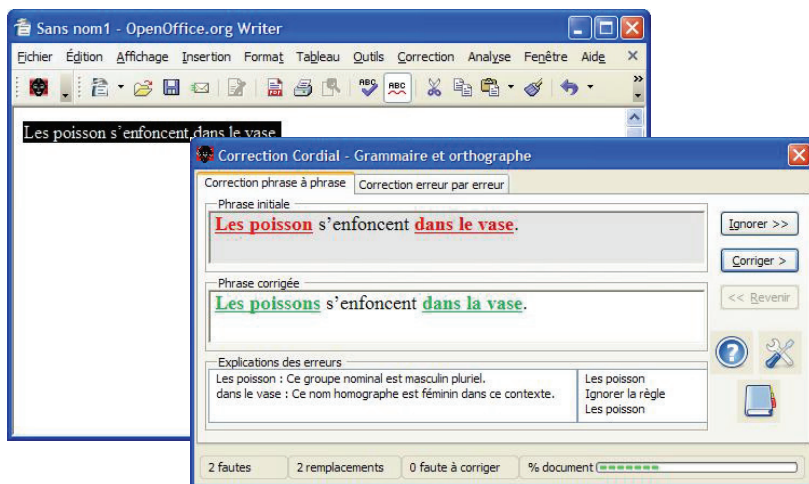 Sans nom1 - OpenOffice.org Writer
Fichier Édition Affichage Insertion Format Tableau Outils Correction Analyse Fenêtre Aide
ABC ABC
Les poisson s'enfoncent dans le vase.
Correction Cordial - Grammaire et orthographe
Correction phrase à phrase Correction erreur par erreur
Phrase initiale
Les poisson s'enfoncent dans le vase.
Ignorer >>
Corriger >
Phrase corrigée
Les poissons s'enfoncent dans la vase.
<< Revenir
Explications des erreurs
Les poisson : Ce groupe nominal est masculin pluriel.
dans le vase : Ce nom homographe est féminin dans ce contexte.
Les poisson
Ignorer la règle
Les poisson
2 fautes 2 remplacements 0 faute à corriger % document